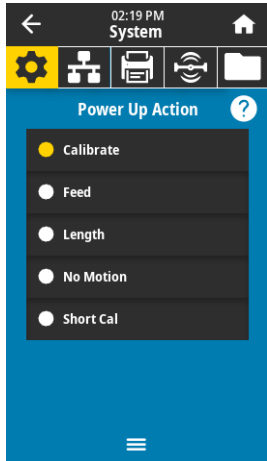 02:19 PM
System
Power Up Action
?
Calibrate
Feed
Length
No Motion
Short Cal